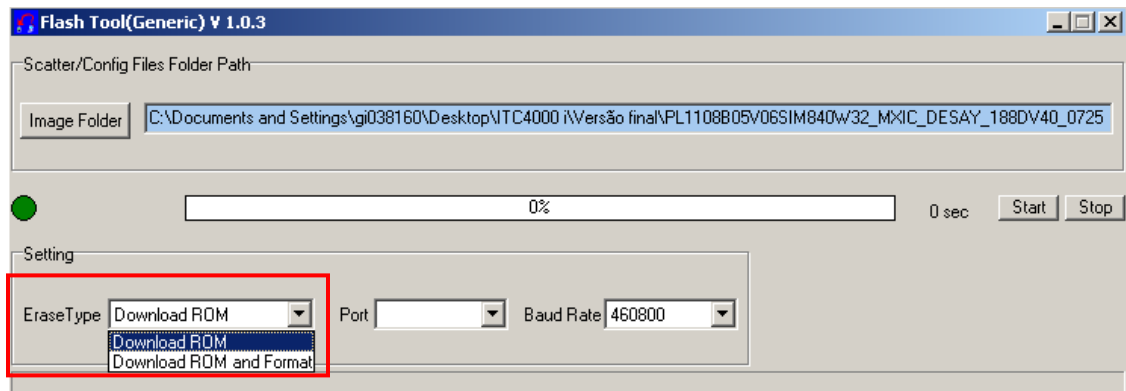 Flash Tool(Generic) V 1.0.3
Scatter/Config Files Folder Path
Image Folder C:\Documents and Settings\gi038160\Desktop\ITC4000 i\Versão final\PL1108B05V06SIM840W32_MXIC_DESAY_188DV40_0725
0% 0 sec Start Stop
Setting
EraseType Download ROM Port Baud Rate 460800
Download ROM
Download ROM and Format